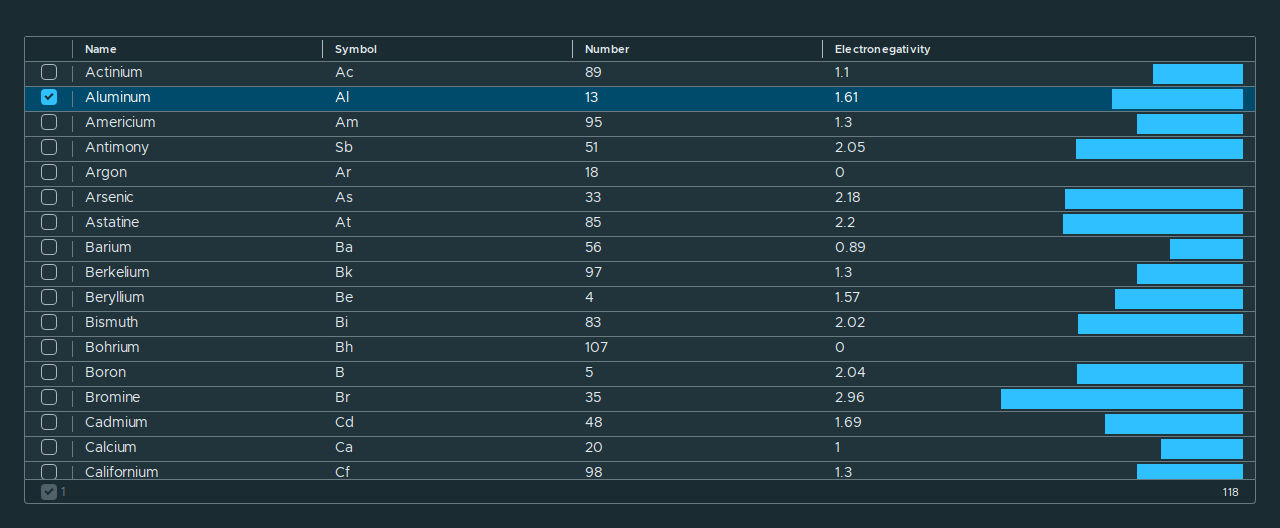 Name Symbol Number Electronegativity
Actinium Ac 89 1.1
Aluminum Al 13 1.61
Americium Am 95 1.3
Antimony Sb 51 2.05
Argon Ar 18 0
Arsenic As 33 2.18
Astatine At 85 2.2
Barium Ba 56 0.89
Berkelium Bk 97 1.3
Beryllium Be 4 1.57
Bismuth Bi 83 2.02
Bohrium Bh 107 0
Boron B 5 2.04
Bromine Br 35 2.96
Cadmium Cd 48 1.69
Calcium Ca 20 1
Californium Cf 98 1.3
1 118